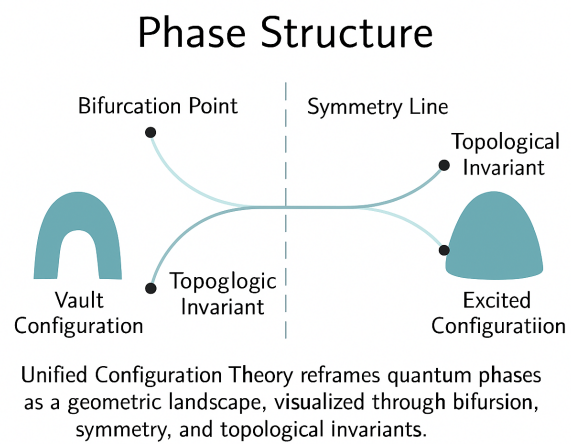 Phase Structure
Bifurcation Point
Symmetry Line
Topological
Invariant
Topoglogic
Invariant
Vault
Configuration
Excited
Configuratiion
Unified Configuration Theory reframes quantum phases
as a geometric landscape, visualized through bifursion,
symmetry, and topological invariants.